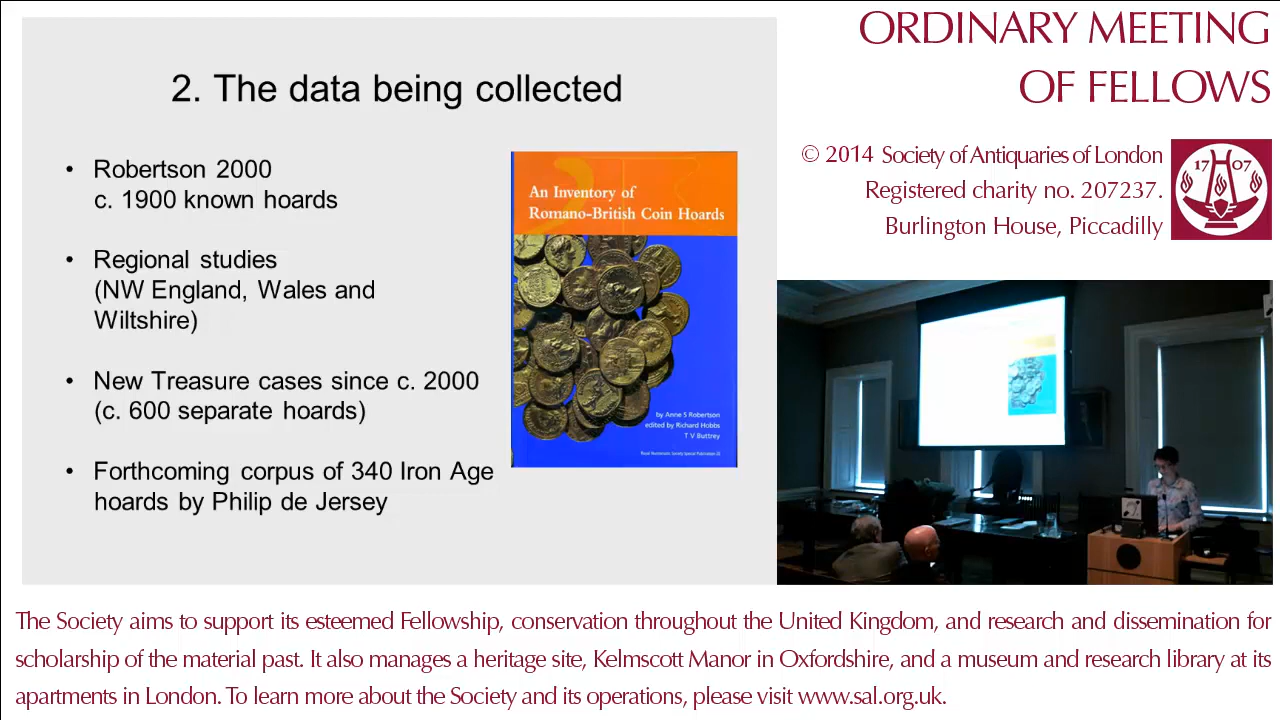 2. The data being collected
• Robertson 2000
c. 1900 known hoards
• Regional studies
(NW England, Wales and
Wiltshire)
• New Treasure cases since c. 2000
(c. 600 separate hoards)
• Forthcoming corpus of 340 Iron Age
hoards by Philip de Jersey
An Inventory of
Romano-British Coin Hoards
by Anne S Robertson
edited by Richard Hobbs
T V Buttrey
Royal Numismatic Society Special Publication 20
ORDINARY MEETING
OF FELLOWS
© 2014 Society of Antiquaries of London
Registered charity no. 207237.
Burlington House, Piccadilly
17 07
The Society aims to support its esteemed Fellowship, conservation throughout the United Kingdom, and research and dissemination for
scholarship of the material past. It also manages a heritage site, Kelmscott Manor in Oxfordshire, and a museum and research library at its
apartments in London. To learn more about the Society and its operations, please visit www.sal.org.uk.